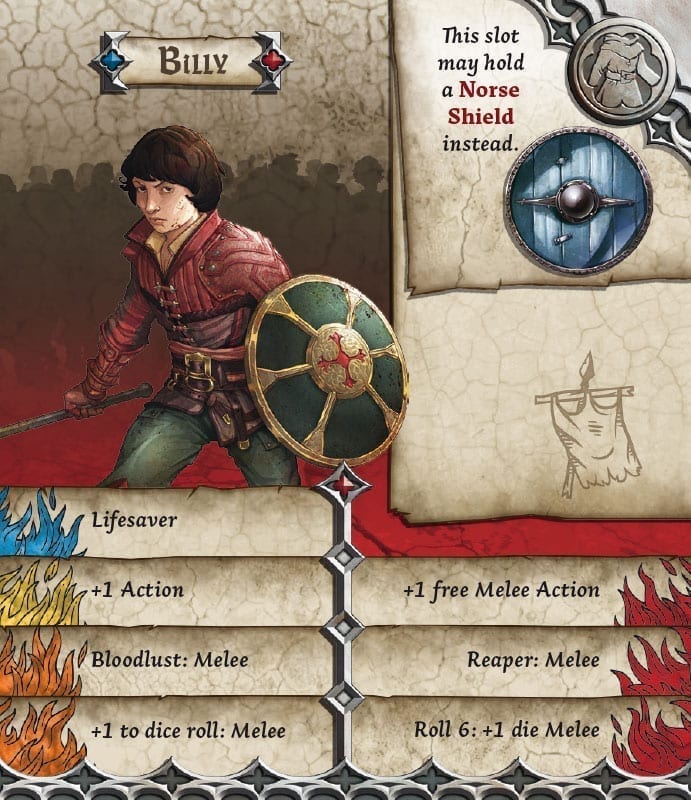 Billy
This slot
may hold
a Norse
Shield
instead.
Lifesaver
+1 Action
Bloodlust: Melee
+1 to dice roll: Melee
+1 free Melee Action
Reaper: Melee
Roll 6: +1 die Melee